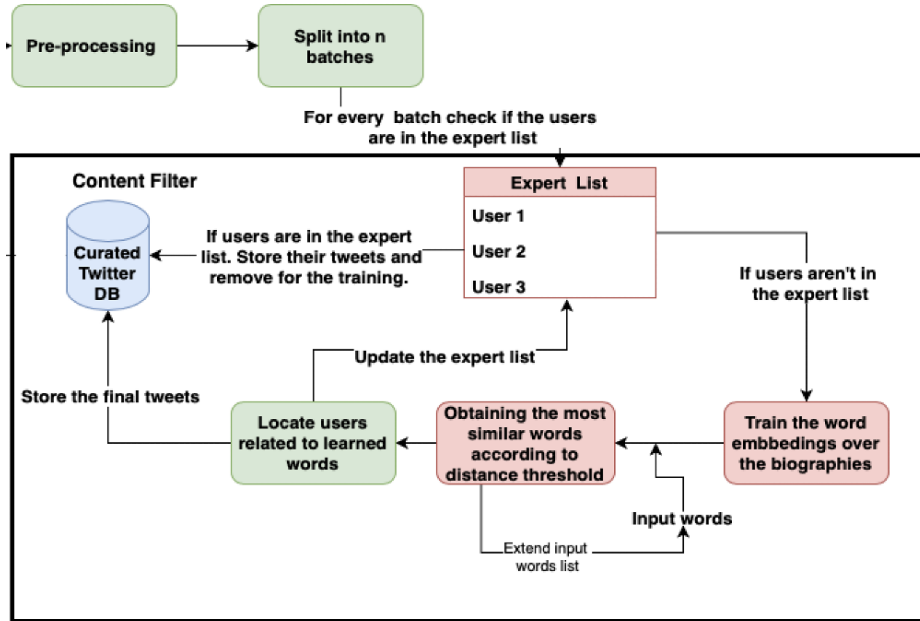 Pre-processing
Split into n
batches
For every batch check if the users
are in the expert list
Content Filter
Expert List
User 1
User 2
User 3
Curated
Twitter
DB
If users are in the expert
list. Store their tweets and
remove for the training.
If users aren't in
the expert list
Update the expert list
Store the final tweets
Locate users
related to learned
words
Obtaining the most
similar words
according to
distance threshold
Train the word
embbedings over
the biographies
Input words
Extend input
words list